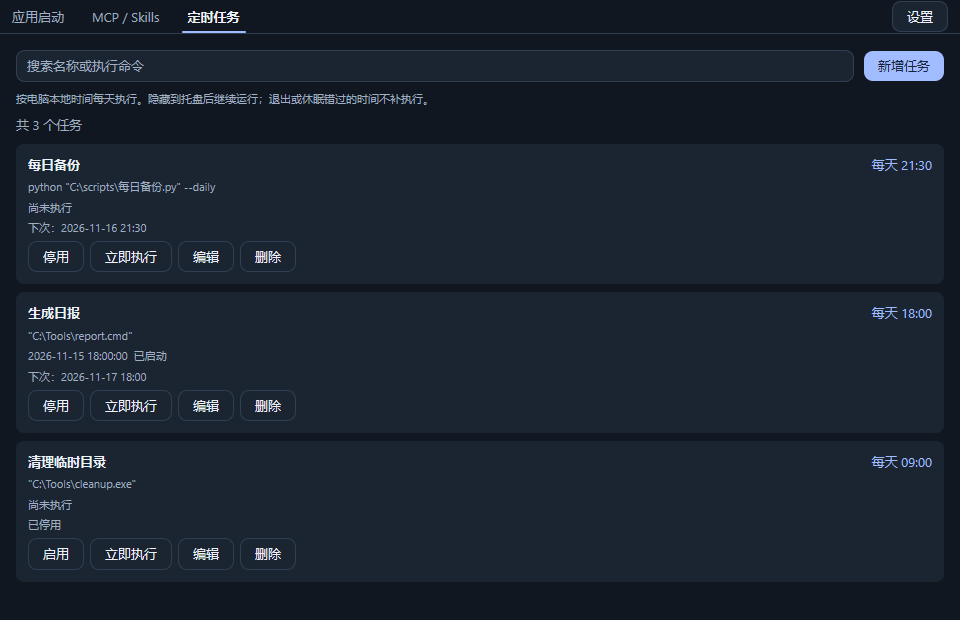 应用启动 MCP / Skills 定时任务 设置
搜索名称或执行命令 新增任务
按电脑本地时间每天执行。隐藏到托盘后继续运行；退出或休眠错过的时间不补执行。
共 3 个任务
每日备份 每天 21:30
python "C:\scripts\每日备份.py" --daily
尚未执行
下次：2026-11-16 21:30
停用 立即执行 编辑 删除
生成日报 每天 18:00
"C:\Tools\report.cmd"
2026-11-15 18:00:00 已启动
下次：2026-11-17 18:00
停用 立即执行 编辑 删除
清理临时目录 每天 09:00
"C:\Tools\cleanup.exe"
尚未执行
已停用
启用 立即执行 编辑 删除